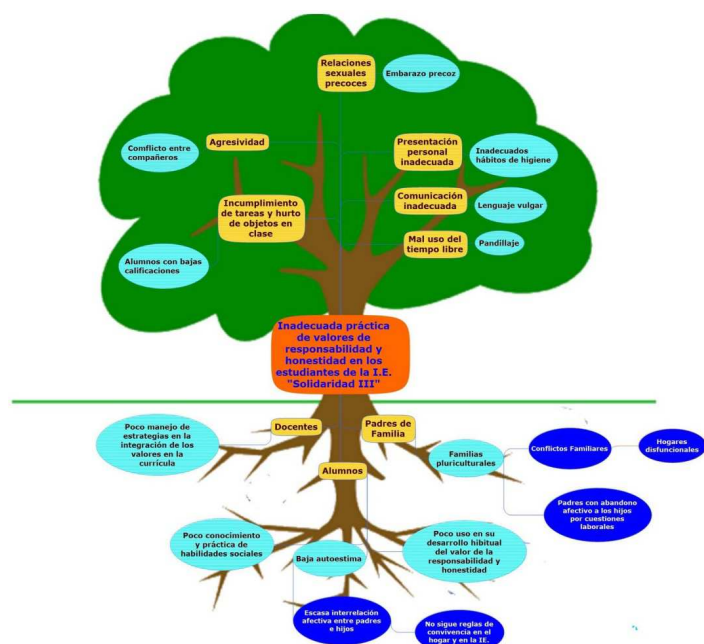 Relaciones
sexuales
precoces
Embarazo precoz
Comflicto entre
compañeros
Agresividad
Presentación
personal
inadecuada
Inadecuados
hábitos de higiene
Incumplimiento
de tareas y hurto
de objetos en
clase
Comunicación
inadecuada
Lenguaje vulgar
Alumnos con bajas
calificaciones
Mal uso del
tiempo libre
Pandillaje
Inadecuada práctica
de valores de
responsabilidad y
honestidad en los
estudiantes de la I.E.
"Solidaridad III"
Docentes
Padres de
Familia
Poco manejo de
estrategias en la
integración de los
valores en la
currícula
Alumnos
Familias
pluriculturales
Conflictos Familiares
Hogares
disfuncionales
Padres con abandono
afectivo a los hijos
por cuestiones
laborales
Poco conocimiento
y práctica de
habilidades sociales
Baja autoestima
Poco uso en su
desarrollo hibitual
del valor de la
responsabilidad y
honestidad
Escasa interrelación
afectiva entre padres
e hijos
No sigue reglas de
convivencia en el
hogar y en la IE.